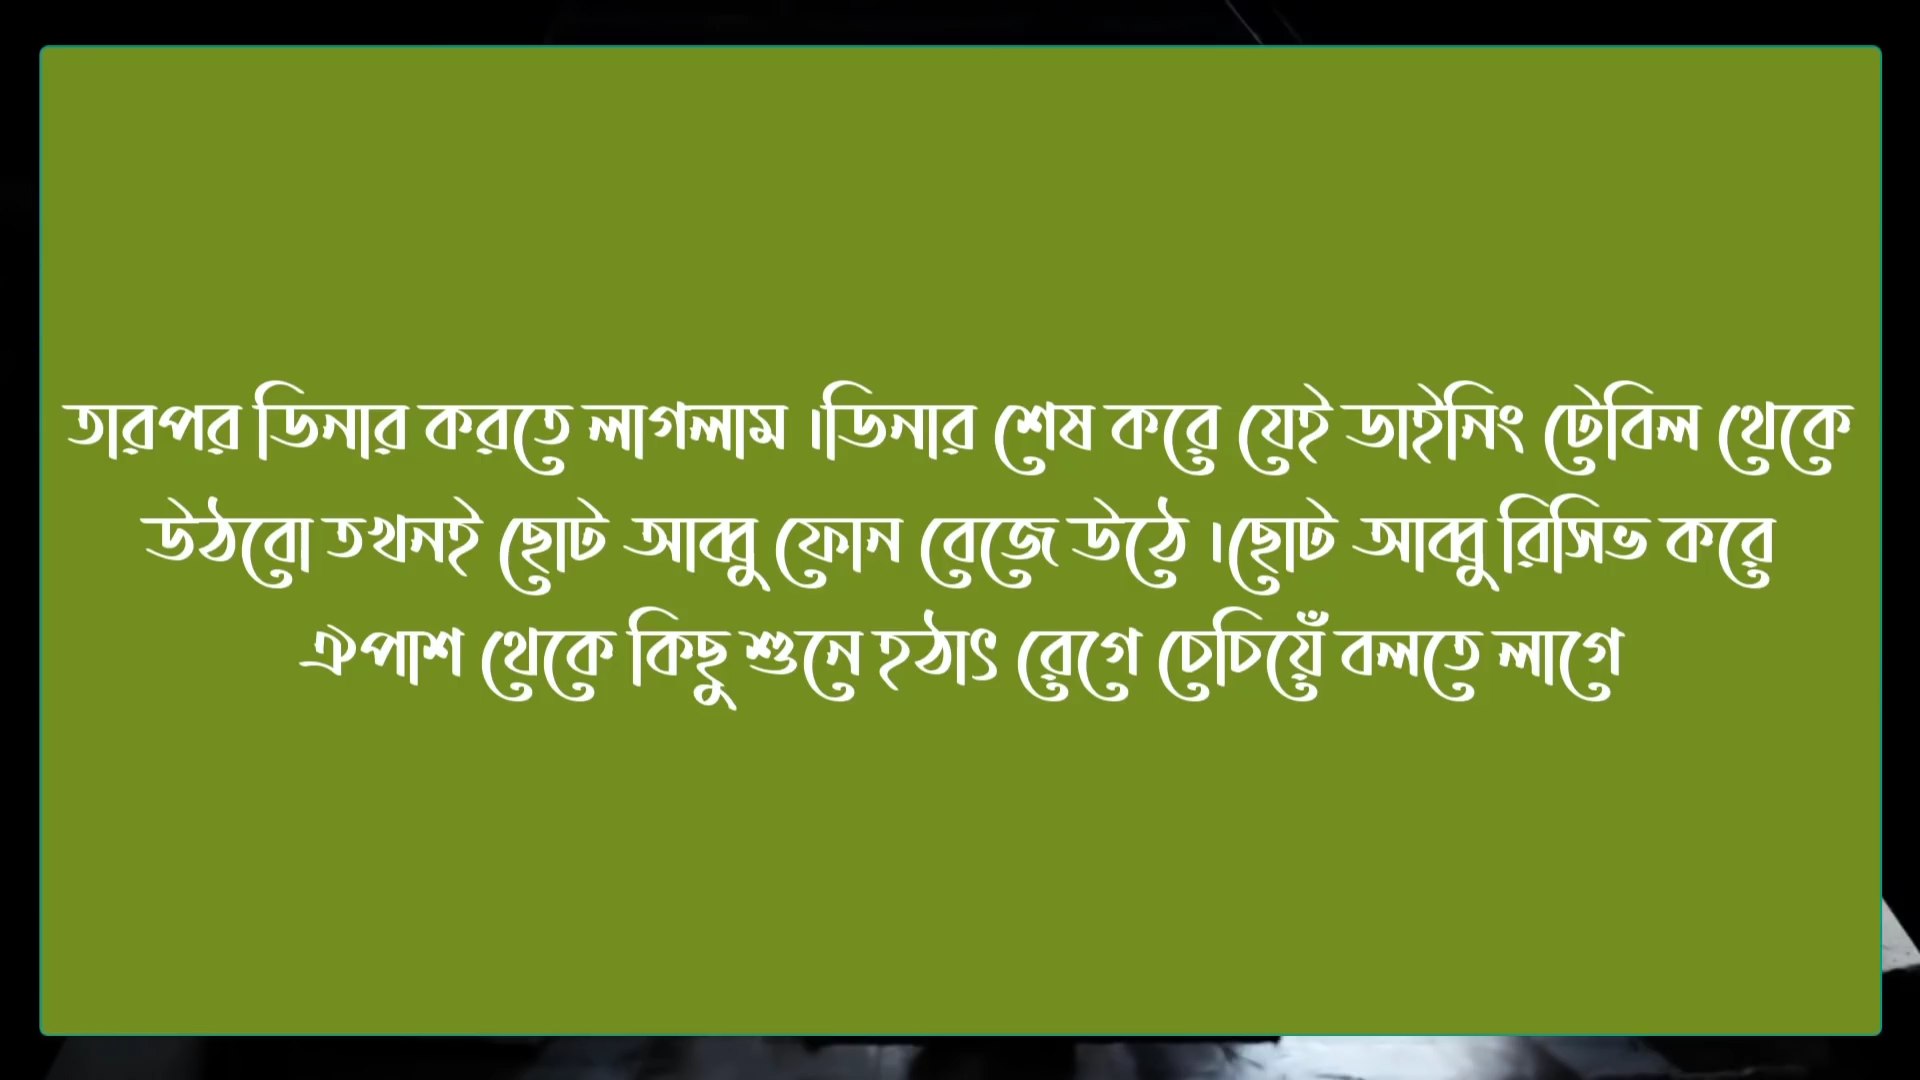 তারপর ডিনার করতে লাগলাম ।ডিনার শেষ করে যেই ডাইনিং টেবিল থেকে
উঠবো তখনই ছোট আব্বু ফোন বেজে উঠে ।ছোট আব্বু রিসিভ করে
ঐপাশ থেকে কিছু শুনে হঠাৎ রেগে চেচিয়েঁ বলতে লাগে